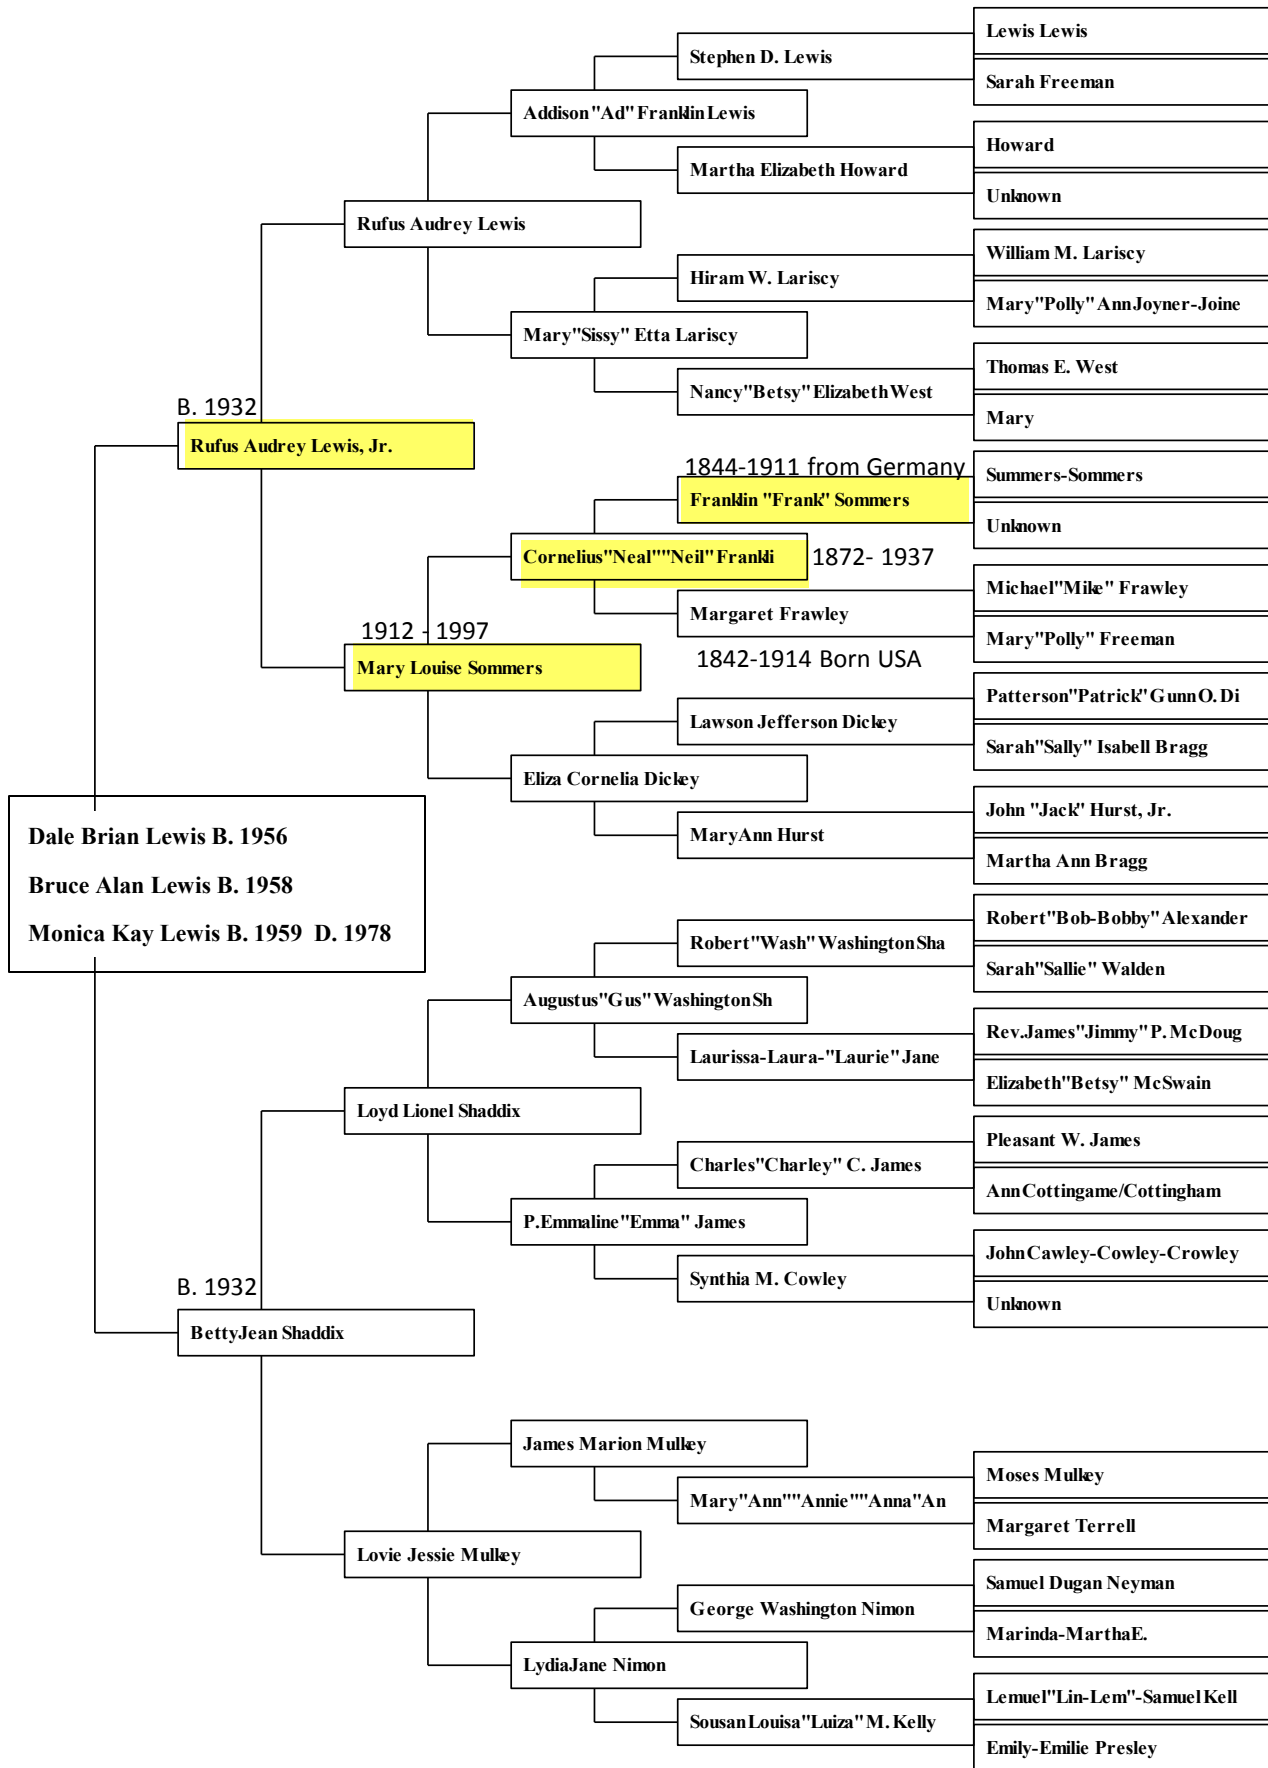 Lewis Lewis
Stephen D. Lewis
Sarah Freeman
Addison "Ad" Franklin Lewis
Howard
Martha Elizabeth Howard
Unknown
Rufus Audrey Lewis
William M. Lariscy
Hiram W. Lariscy
Mary "Polly" Ann Joyner-Joine
Mary "Sissy" Etta Lariscy
Thomas E. West
Nancy "Betsy" Elizabeth West
Mary
B. 1932
Rufus Audrey Lewis, Jr.
1844-1911 from Germany
Summers-Sommers
Franklin "Frank" Sommers
Unknown
Cornelius "Neal" "Neil" Frankli
1872- 1937
Michael "Mike" Frawley
Margaret Frawley
Mary "Polly" Freeman
1912 - 1997
1842-1914 Born USA
Mary Louise Sommers
Patterson "Patrick" Gunn O. Di
Lawson Jefferson Dickey
Sarah "Sally" Isabell Bragg
Eliza Cornelia Dickey
John "Jack" Hurst, Jr.
Mary Ann Hurst
Martha Ann Bragg
Dale Brian Lewis B. 1956
Bruce Alan Lewis B. 1958
Monica Kay Lewis B. 1959 D. 1978
Robert "Bob-Bobby" Alexander
Robert "Wash" Washington Sha
Sarah "Sallie" Walden
Augustus "Gus" Washington Sh
Rev. James "Jimmy" P. McDoug
Laurissa-Laura-"Laurie" Jane
Elizabeth "Betsy" McSwain
Loyd Lionel Shaddix
Pleasant W. James
Charles "Charley" C. James
Ann Cottingame/Cottingham
P. Emmaline "Emma" James
John Cawley-Cowley-Crowley
Synthia M. Cowley
Unknown
B. 1932
Betty Jean Shaddix
James Marion Mulkey
Moses Mulkey
Mary "Ann" "Annie" "Anna" An
Margaret Terrell
Lovie Jessie Mulkey
Samuel Dugan Neyman
George Washington Nimon
Marinda-Martha E.
Lydia Jane Nimon
Lemuel "Lin-Lem"-Samuel Kell
Sousan Louisa "Luiza" M. Kelly
Emily-Emilie Presley